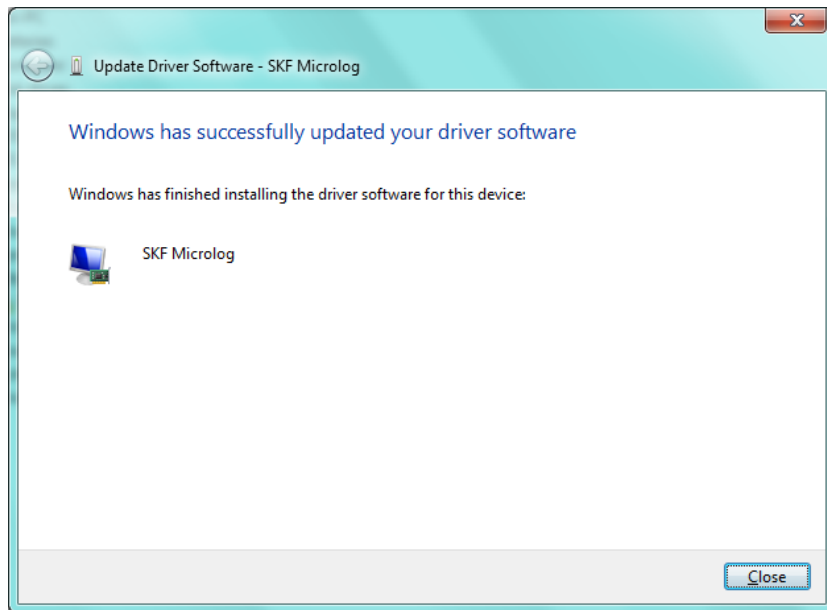 Update Driver Software - SKF Microlog
Windows has successfully updated your driver software
Windows has finished installing the driver software for this device:
SKF Microlog
Close